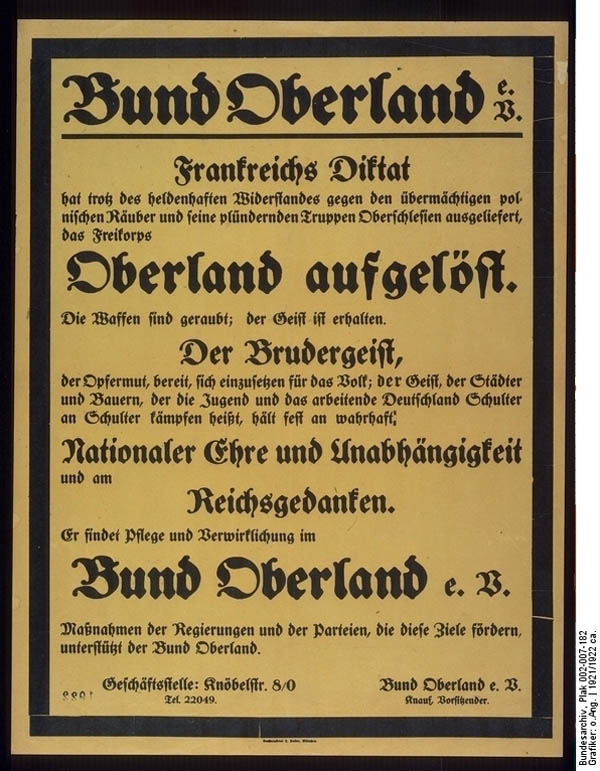 Bund Oberland e. V.
Frankreichs Diktat
hat trotz des heldenhaften Widerstandes gegen den übermächtigen pol-
nischen Räuber und seine plündernden Truppen Oberschlesien ausgeliefert,
das Freikorps
Oberland aufgelöst.
Die Waffen sind geraubt; der Geist ist erhalten.
Der Brudergeist,
der Opfermut, bereit, sich einzusetzen für das Volk; der Geist, der Städter
und Bauern, der die Jugend und das arbeitende Deutschland Schulter
an Schulter kämpfen heißt, hält fest an wahrhaft
Nationaler Ehre und Unabhängigkeit
und am
Reichsgedanken.
Er findet Pflege und Verwirklichung im
Bund Oberland e. V.
Maßnahmen der Regierungen und der Parteien, die diese Ziele fördern,
unterstützt der Bund Oberland.
Geschäftsstelle: Knöbelstr. 8/0
Tel. 22049.
Bund Oberland e. V.
Knauf, Vorsitzender.
Bundesarchiv, Plak 002-007-182
Grafiker: o.Ang. | 1921/1922 ca.